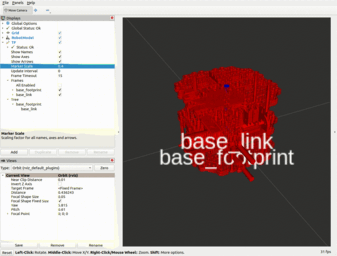 File Panels Help
Move Camera
Displays
Global Options
Global Status: Ok
Grid
RobotModel
TF
Status: Ok
Show Names
Show Axes
Show Arrows
Marker Scale
Update Interval 0
Frame Timeout 15
Frames
All Enabled
base_footprint
base_link
Tree
base_footprint
base_link
Marker Scale
Scaling factor for all names, axes and arrows.
Add
Duplicate
Remove
Rename
Views
Type: Orbit (rviz_default_plugins)
Zero
Current View Orbit (rviz)
Near Clip Distance 0.01
Invert Z Axis
Target Frame <Fixed Frame>
Distance
Focal Shape Size 0.05
Focal Shape Fixed Size
Yaw
Pitch
Focal Point 0; 0; 0
Save
Remove
Rename
base_link
base_footprint
Reset Left-Click: Rotate. Middle-Click: Move X/Y. Right-Click/Mouse Wheel: Zoom. Shift: More options.